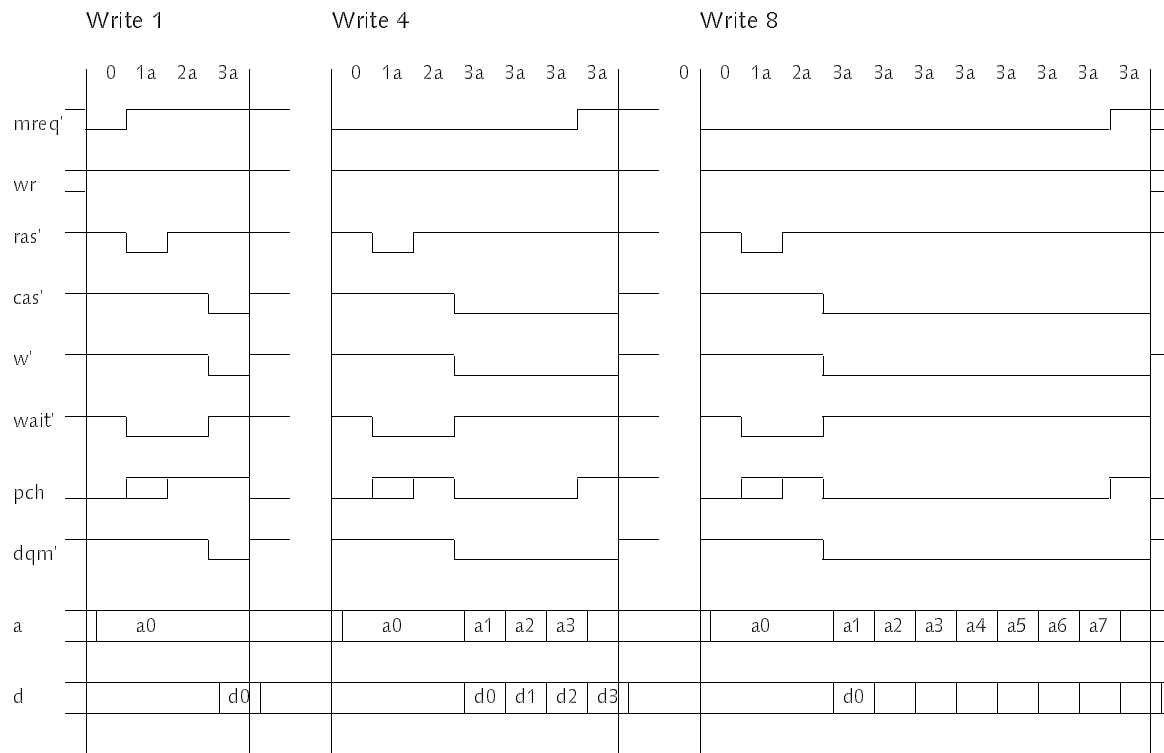 Write 1 Write 4 Write 8
0 1a 2a 3a 0 1a 2a 3a 3a 3a 3a 0 0 1a 2a 3a 3a 3a 3a 3a 3a 3a 3a
mreq'
wr
ras'
cas'
w'
wait'
pch
dqm'
a a0 a0 a1 a2 a3 a0 a1 a2 a3 a4 a5 a6 a7
d d0 d0 d1 d2 d3 d0